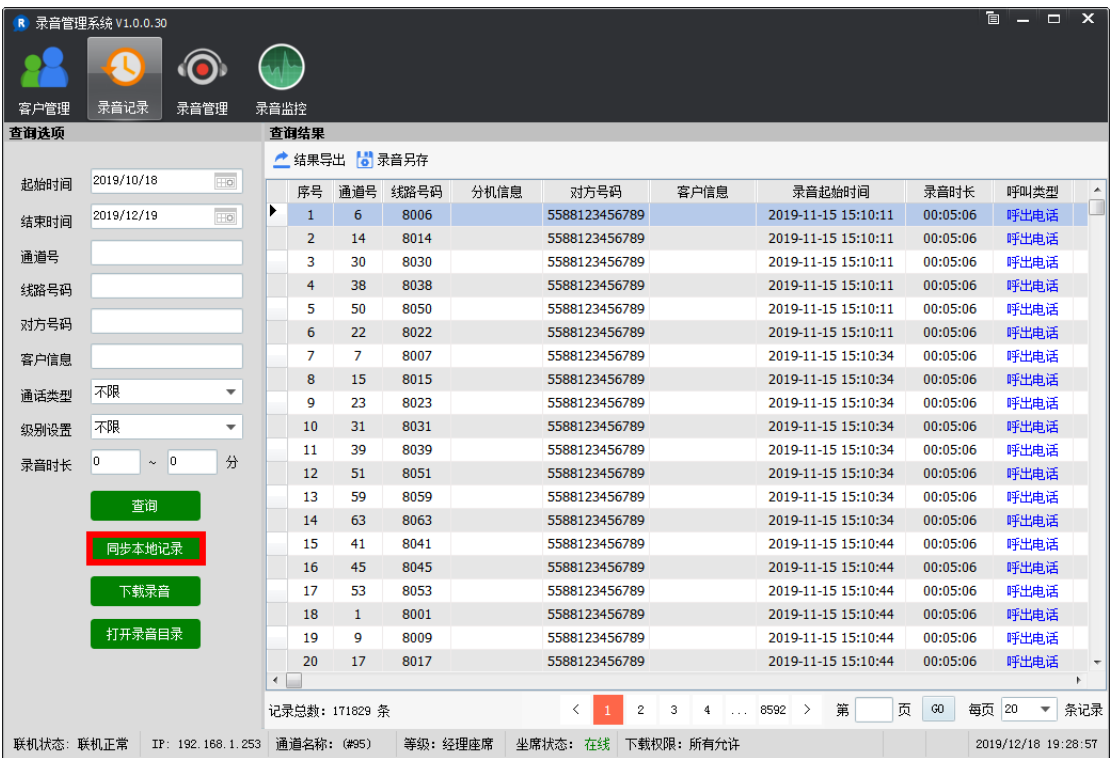 R 录音管理系统 V1.0.0.30
客户管理 录音记录 录音管理 录音监控
查询选项
起始时间 2019/10/18
结束时间 2019/12/19
通道号
线路号码
对方号码
客户信息
通话类型 不限
级别设置 不限
录音时长 0 ~ 0 分
查询
同步本地记录
下载录音
打开录音目录
查询结果
结果导出 录音另存
序号 通道号 线路号码 分机信息 对方号码 客户信息 录音起始时间 录音时长 呼叫类型
1 6 8006 5588123456789 2019-11-15 15:10:11 00:05:06 呼出电话
2 14 8014 5588123456789 2019-11-15 15:10:11 00:05:06 呼出电话
3 30 8030 5588123456789 2019-11-15 15:10:11 00:05:06 呼出电话
4 38 8038 5588123456789 2019-11-15 15:10:11 00:05:06 呼出电话
5 50 8050 5588123456789 2019-11-15 15:10:11 00:05:06 呼出电话
6 22 8022 5588123456789 2019-11-15 15:10:11 00:05:06 呼出电话
7 7 8007 5588123456789 2019-11-15 15:10:34 00:05:06 呼出电话
8 15 8015 5588123456789 2019-11-15 15:10:34 00:05:06 呼出电话
9 23 8023 5588123456789 2019-11-15 15:10:34 00:05:06 呼出电话
10 31 8031 5588123456789 2019-11-15 15:10:34 00:05:06 呼出电话
11 39 8039 5588123456789 2019-11-15 15:10:34 00:05:06 呼出电话
12 51 8051 5588123456789 2019-11-15 15:10:34 00:05:06 呼出电话
13 59 8059 5588123456789 2019-11-15 15:10:34 00:05:06 呼出电话
14 63 8063 5588123456789 2019-11-15 15:10:34 00:05:06 呼出电话
15 41 8041 5588123456789 2019-11-15 15:10:44 00:05:06 呼出电话
16 45 8045 5588123456789 2019-11-15 15:10:44 00:05:06 呼出电话
17 53 8053 5588123456789 2019-11-15 15:10:44 00:05:06 呼出电话
18 1 8001 5588123456789 2019-11-15 15:10:44 00:05:06 呼出电话
19 9 8009 5588123456789 2019-11-15 15:10:44 00:05:06 呼出电话
20 17 8017 5588123456789 2019-11-15 15:10:44 00:05:06 呼出电话
记录总数: 171829 条 < 1 2 3 4 ... 8592 > 第 页 GO 每页 20 条记录
联机状态: 联机正常 IP: 192.168.1.253 通道名称: (#95) 等级: 经理座席 坐席状态: 在线 下载权限: 所有允许 2019/12/18 19:28:57